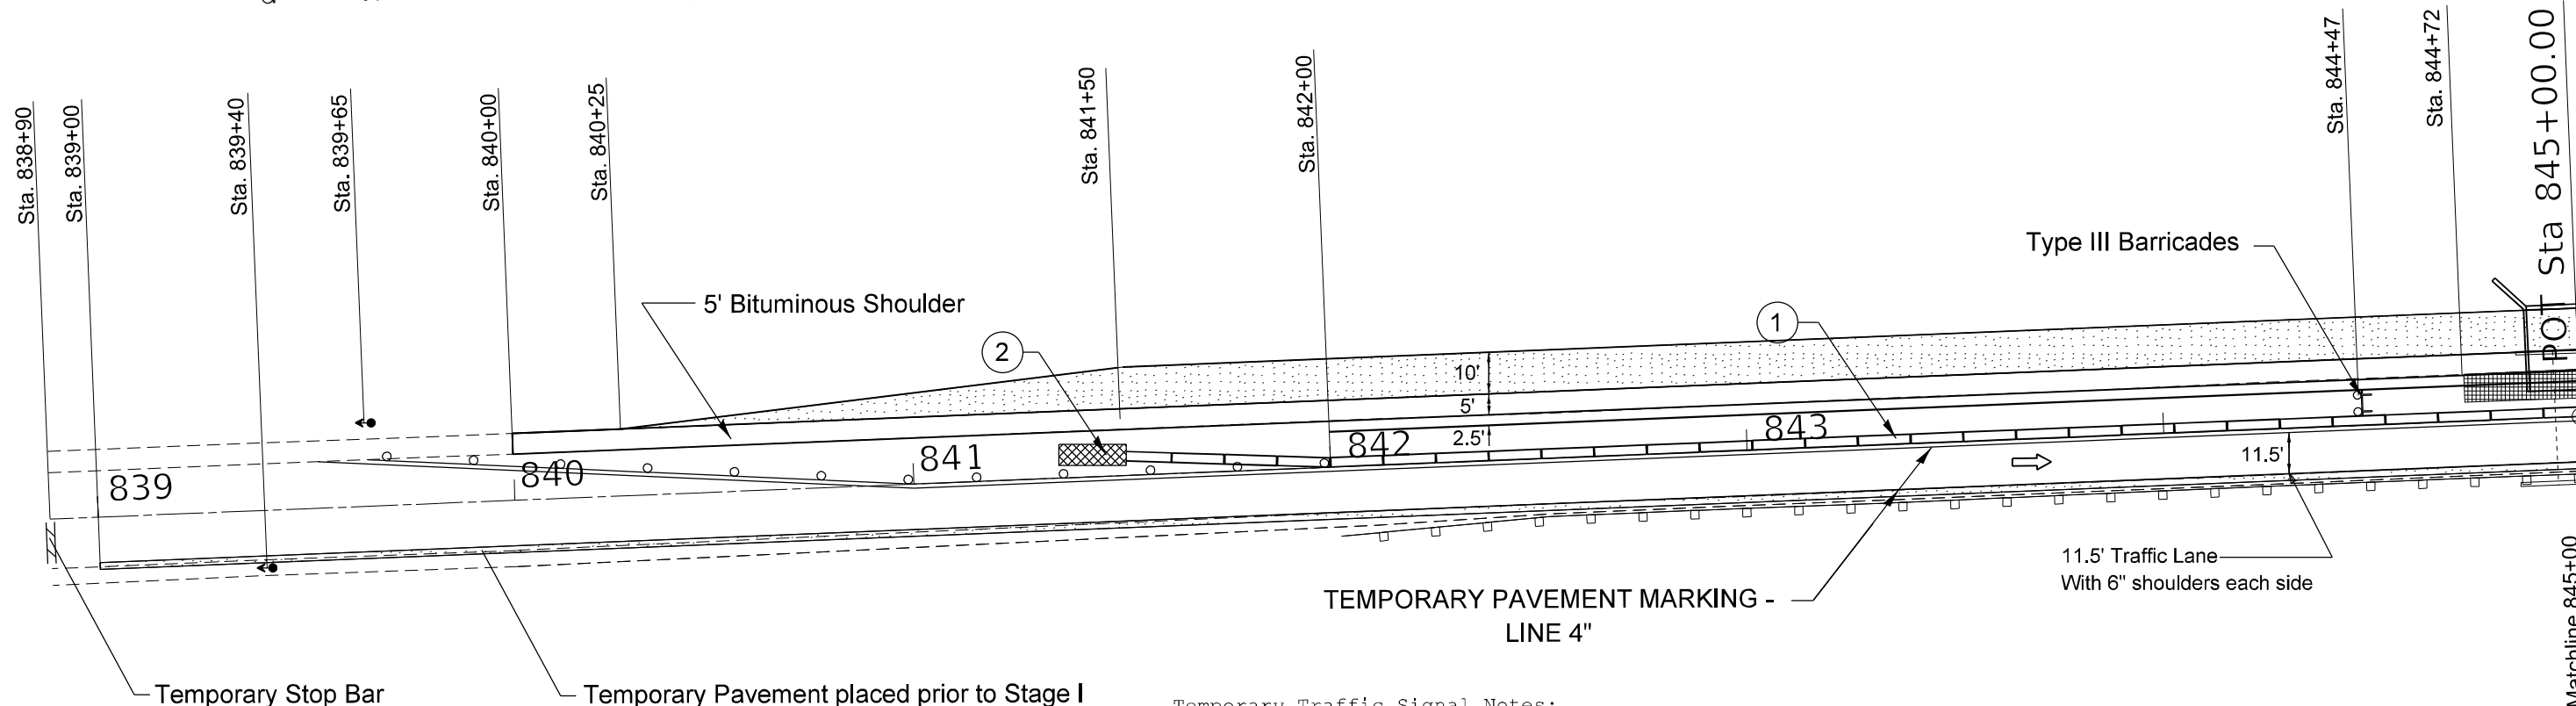 Sta. 838+90
Sta. 839+00
Sta. 839+40
Sta. 839+65
Sta. 840+00
Sta. 840+25
Sta. 841+50
Sta. 842+00
Sta. 844+47
Sta. 844+72
POT Sta 845+00.00
Type III Barricades
5' Bituminous Shoulder
2
1
10'
5'
2.5'
11.5'
839
840
841
842
843
11.5' Traffic Lane
With 6" shoulders each side
TEMPORARY PAVEMENT MARKING -
LINE 4"
Matchline 845+00
Temporary Stop Bar
Temporary Pavement placed prior to Stage I
Temporary Traffic Signal Notes: